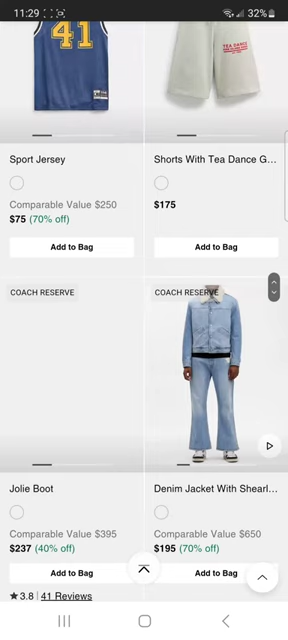 11:29 32%
41
TEA DANCE
Sport Jersey
Shorts With Tea Dance G...
Comparable Value $250
$75 (70% off)
$175
Add to Bag
Add to Bag
COACH RESERVE
COACH RESERVE
Jolie Boot
Denim Jacket With Shearl...
Comparable Value $395
Comparable Value $650
$237 (40% off)
$195 (70% off)
Add to Bag
Add to Bag
3.8 | 41 Reviews